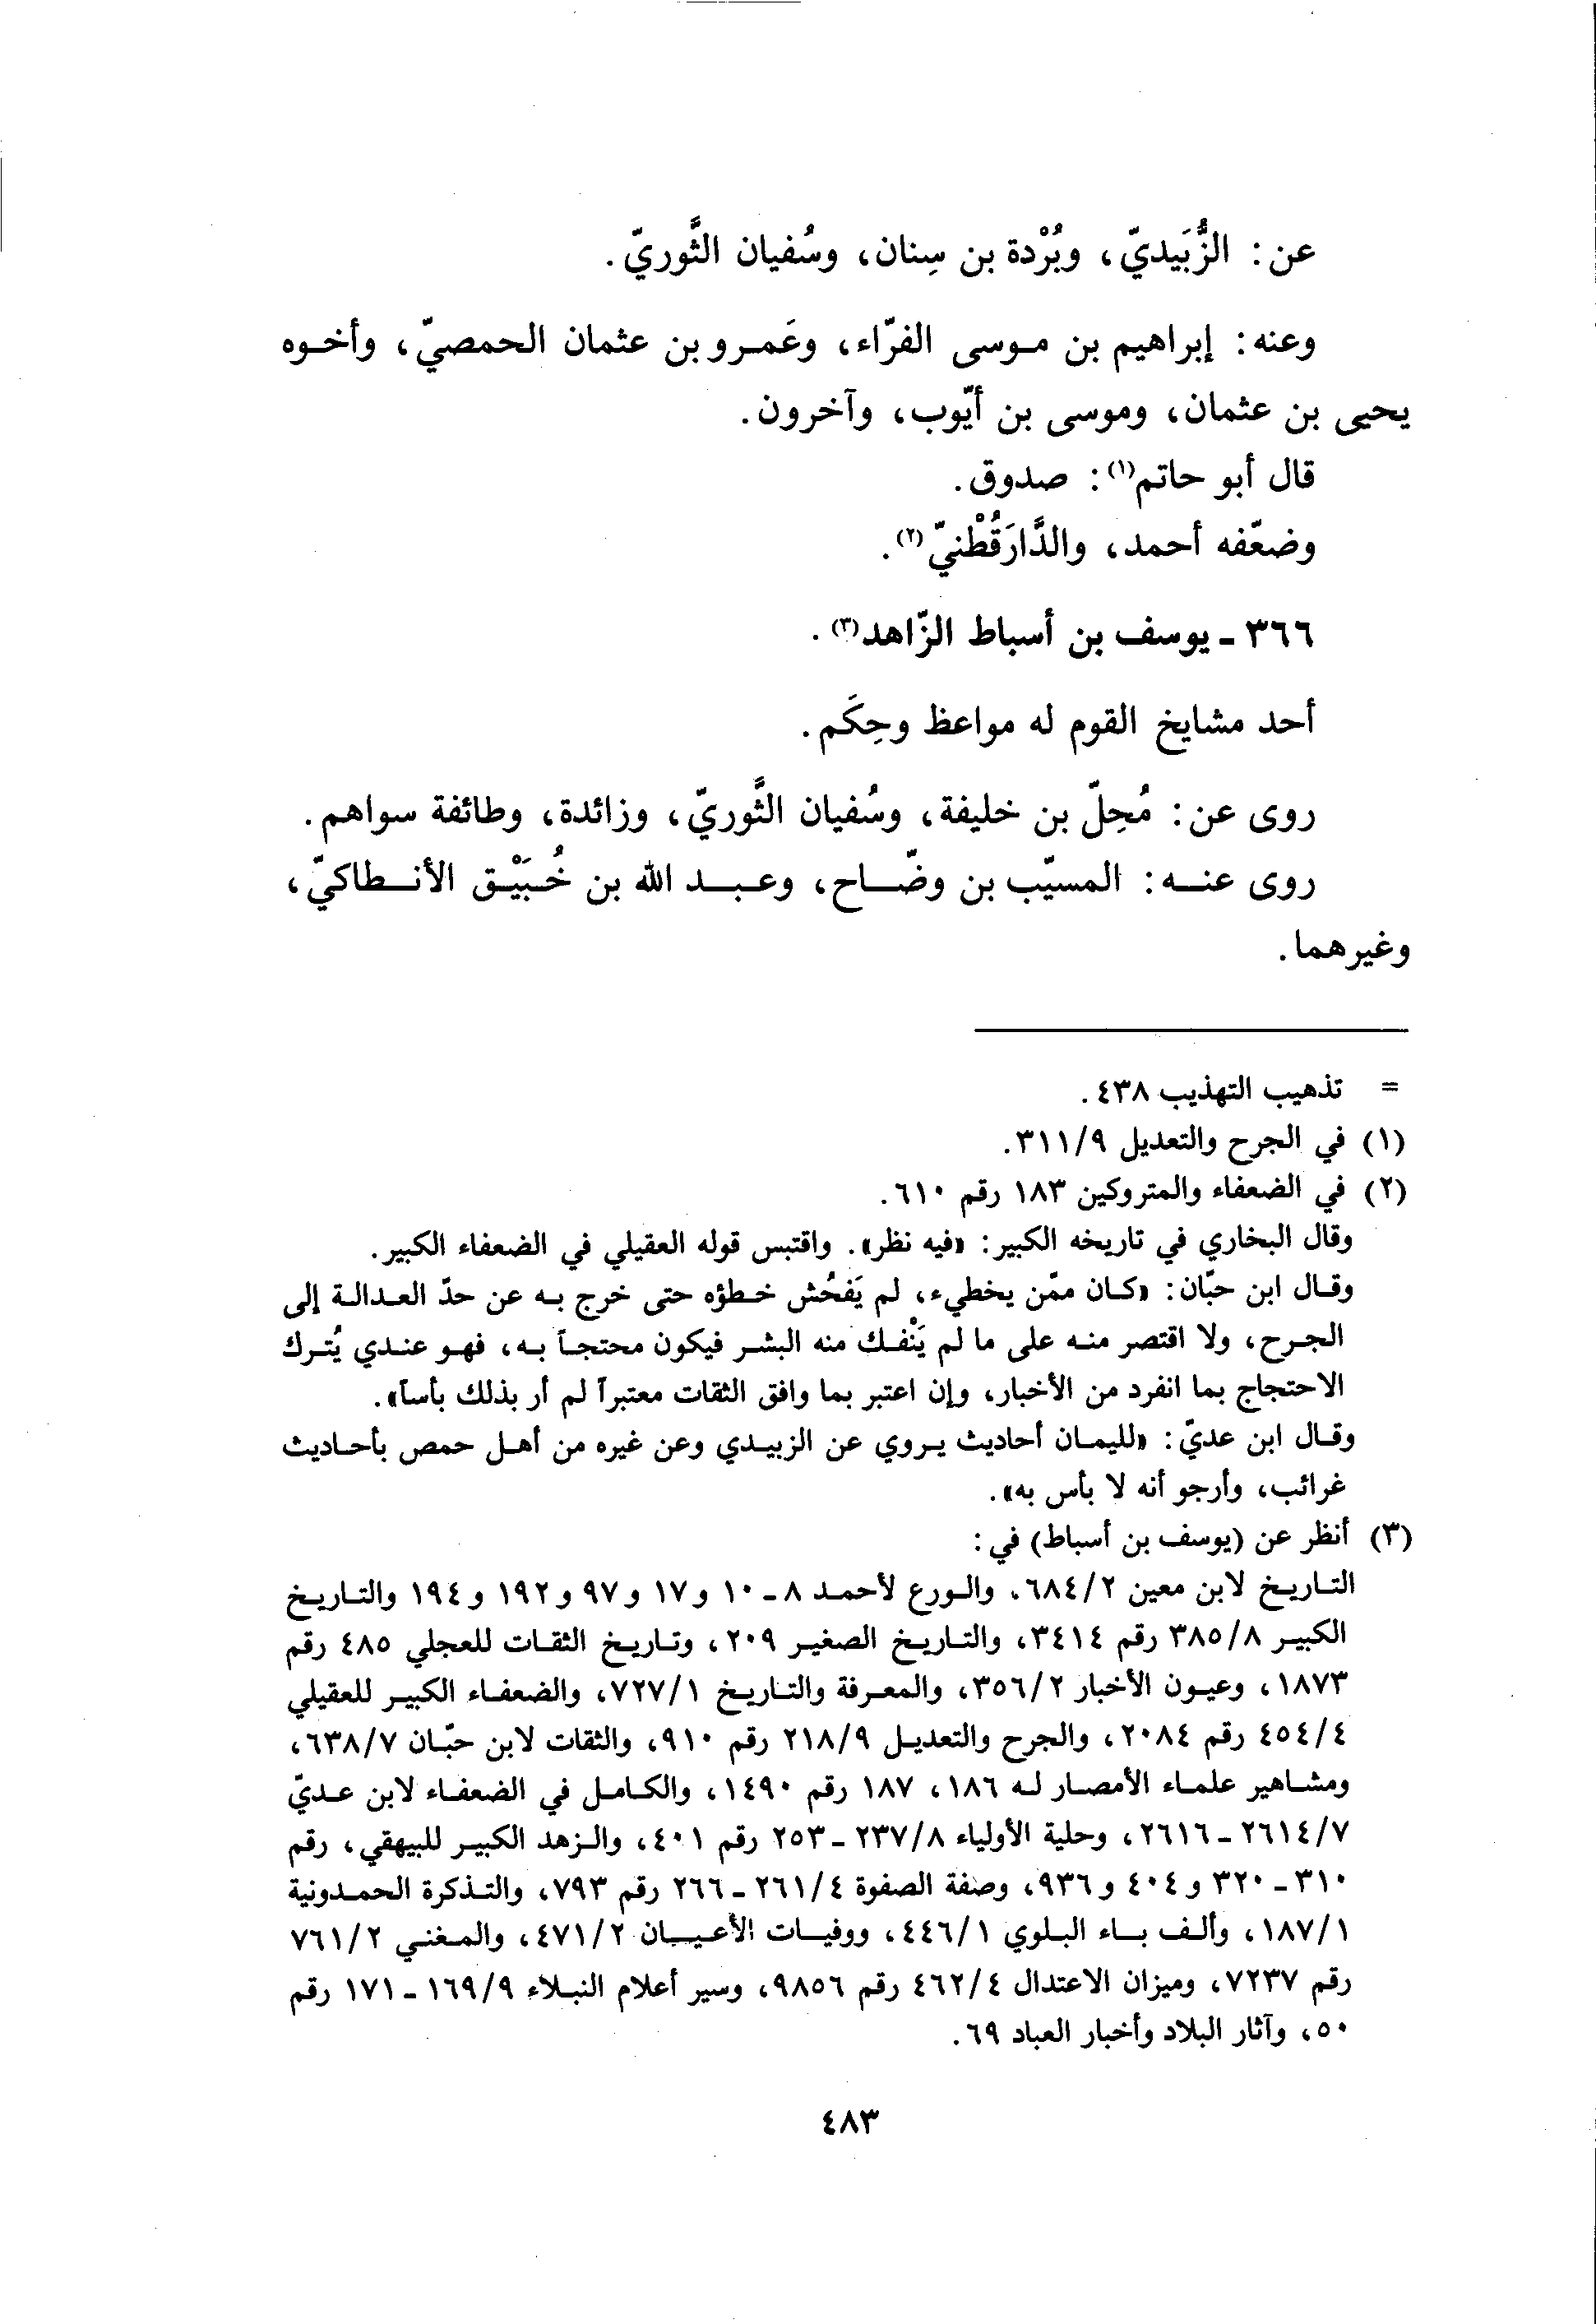 عن: الزُّبَيديّ، وبُرْدة بن سِنان، وسُفيان الثَّوريّ.
وعنه: إبراهيم بن موسى الفرّاء، وعَمرو بن عثمان الحمصيّ، وأخوه
يحيى بن عثمان، وموسى بن أيّوب، وآخرون.
قال أبو حاتم(١): صدوق.
وضعّفه أحمد، والدَّارَقُطْنيّ(٢).
٣٦٦ - يوسف بن أسباط الزّاهد(٣).
أحد مشايخ القوم له مواعظ وحِكَم.
روى عن: مُحِلّ بن خليفة، وسُفيان الثَّوريّ، وزائدة، وطائفة سواهم.
روى عنه: المسيّب بن وضّاح، وعبد الله بن خُبَيْق الأنطاكيّ،
وغيرهما.
= تذهيب التهذيب ٤٣٨.
(١) في الجرح والتعديل ٣١١/٩.
(٢) في الضعفاء والمتروكين ١٨٣ رقم ٦١٠.
وقال البخاري في تاريخه الكبير: «فيه نظر». واقتبس قوله العقيلي في الضعفاء الكبير.
وقال ابن حبّان: «كان ممّن يخطيء، لم يَفحُش خطؤه حتى خرج به عن حدّ العدالة إلى
الجرح، ولا اقتصر منه على ما لم يَنْفك منه البشر فيكون محتجاً به، فهو عندي يُترك
الاحتجاج بما انفرد من الأخبار، وإن اعتبر بما وافق الثقات معتبراً لم أر بذلك بأساً».
وقال ابن عديّ: «لليمان أحاديث يروي عن الزبيدي وعن غيره من أهل حمص بأحاديث
غرائب، وأرجو أنه لا بأس به».
(٣) أنظر عن (يوسف بن أسباط) في:
التاريخ لابن معين ٦٨٤/٢، والورع لأحمد ٨ - ١٠ و١٧ و٩٧ و١٩٢ و١٩٤ والتاريخ
الكبير ٣٨٥/٨ رقم ٣٤١٤، والتاريخ الصغير ٢٠٩، وتاريخ الثقات للعجلي ٤٨٥ رقم
١٨٧٣، وعيون الأخبار ٣٥٦/٢، والمعرفة والتاريخ ٧٢٧/١، والضعفاء الكبير للعقيلي
٤٥٤/٤ رقم ٢٠٨٤، والجرح والتعديل ٢١٨/٩ رقم ٩١٠، والثقات لابن حبّان ٦٣٨/٧،
ومشاهير علماء الأمصار له ١٨٦، ١٨٧ رقم ١٤٩٠، والكامل في الضعفاء لابن عديّ
٢٦١٤/٧ - ٢٦١٦، وحلية الأولياء ٢٣٧/٨ - ٢٥٣ رقم ٤٠١، والزهد الكبير للبيهقي، رقم
٣١٠ - ٣٢٠ و٤٠٤ و٩٣٦، وصفة الصفوة ٢٦١/٤ - ٢٦٦ رقم ٧٩٣، والتذكرة الحمدونية
١٨٧/١، وألف باء البلوي ٤٤٦/١، ووفيات الأعيان ٤٧١/٢، والمغني ٧٦١/٢
رقم ٧٢٣٧، وميزان الاعتدال ٤٦٢/٤ رقم ٩٨٥٦، وسير أعلام النبلاء ١٦٩/٩ - ١٧١ رقم
٥٠، وآثار البلاد وأخبار العباد ٦٩.
٤٨٣